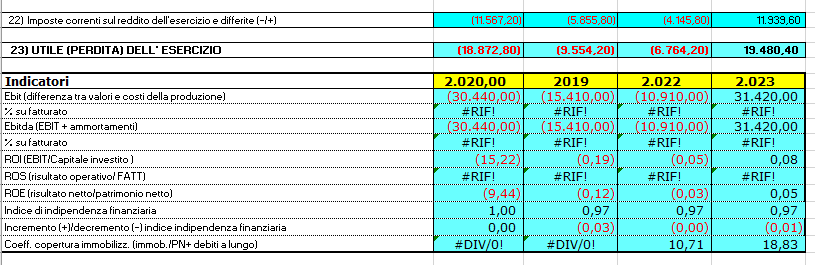 22) Imposte correnti sul reddito dell'esercizio e differite (-/+) (11.567,20) (5.855,80) (4.145,80) 11.939,60
23) UTILE (PERDITA) DELL' ESERCIZIO (18.872,80) (9.554,20) (6.764,20) 19.480,40
Indicatori 2.020,00 2019 2.022 2.023
Ebit (differenza tra valori e costi della produzione) (30.440,00) (15.410,00) (10.910,00) 31.420,00
% su fatturato #RIF! #RIF! #RIF! #RIF!
Ebitda (EBIT + ammortamenti) (30.440,00) (15.410,00) (10.910,00) 31.420,00
% su fatturato #RIF! #RIF! #RIF! #RIF!
ROI (EBIT/Capitale investito ) (15,22) (0,19) (0,05) 0,08
ROS (risultato operativo/ FATT) #RIF! #RIF! #RIF! #RIF!
ROE (risultato netto/patrimonio netto) (9,44) (0,12) (0,03) 0,05
Indice di indipendenza finanziaria 1,00 0,97 0,97 0,97
Incremento (+)/decremento (-) indice indipendenza finanziaria 0,00 (0,03) (0,00) (0,01)
Coeff. copertura immobilizz. (immob./PN+ debiti a lungo) #DIV/0! #DIV/0! 10,71 18,83